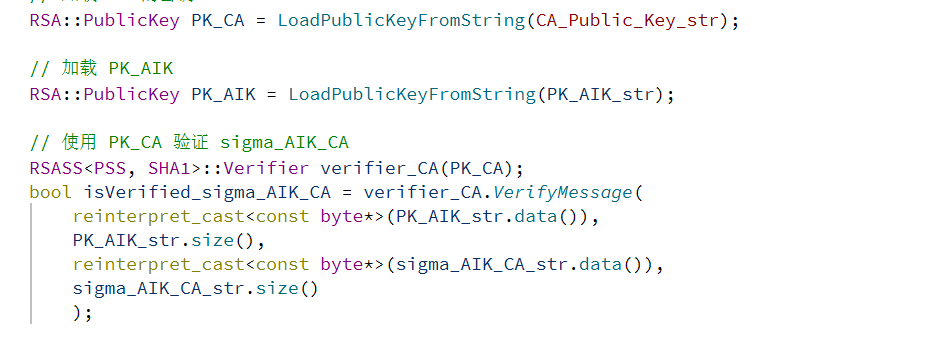 RSA::PublicKey PK_CA = LoadPublicKeyFromString(CA_Public_Key_str);
// 加载 PK_AIK
RSA::PublicKey PK_AIK = LoadPublicKeyFromString(PK_AIK_str);
// 使用 PK_CA 验证 sigma_AIK_CA
RSASS<PSS, SHA1>::Verifier verifier_CA(PK_CA);
bool isVerified_sigma_AIK_CA = verifier_CA.VerifyMessage(
reinterpret_cast<const byte*>(PK_AIK_str.data()),
PK_AIK_str.size(),
reinterpret_cast<const byte*>(sigma_AIK_CA_str.data()),
sigma_AIK_CA_str.size()
);